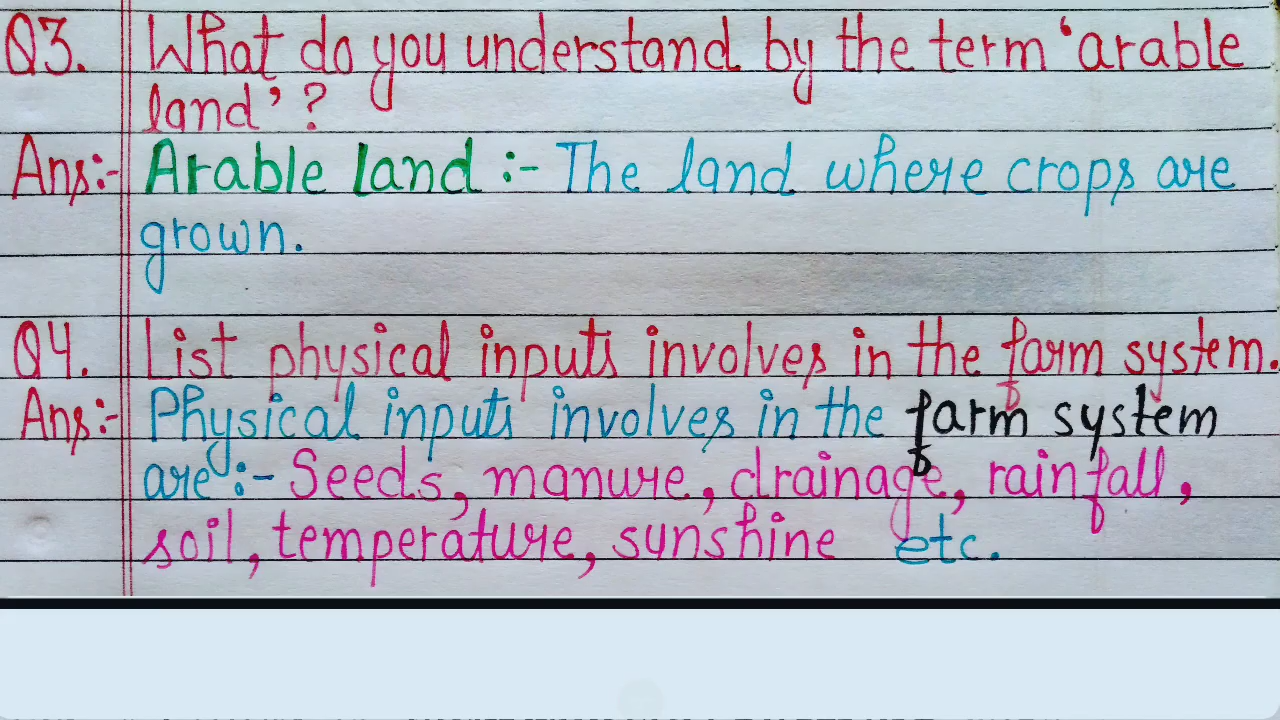 Q3. What do you understand by the term 'arable
land'?
Ans:- Arable land :- The land where crops are
grown.
Q4. List physical inputs involves in the farm system.
Ans:- Physical inputs involves in the farm system
are :- Seeds, manure, drainage, rainfall,
soil, temperature, sunshine etc.